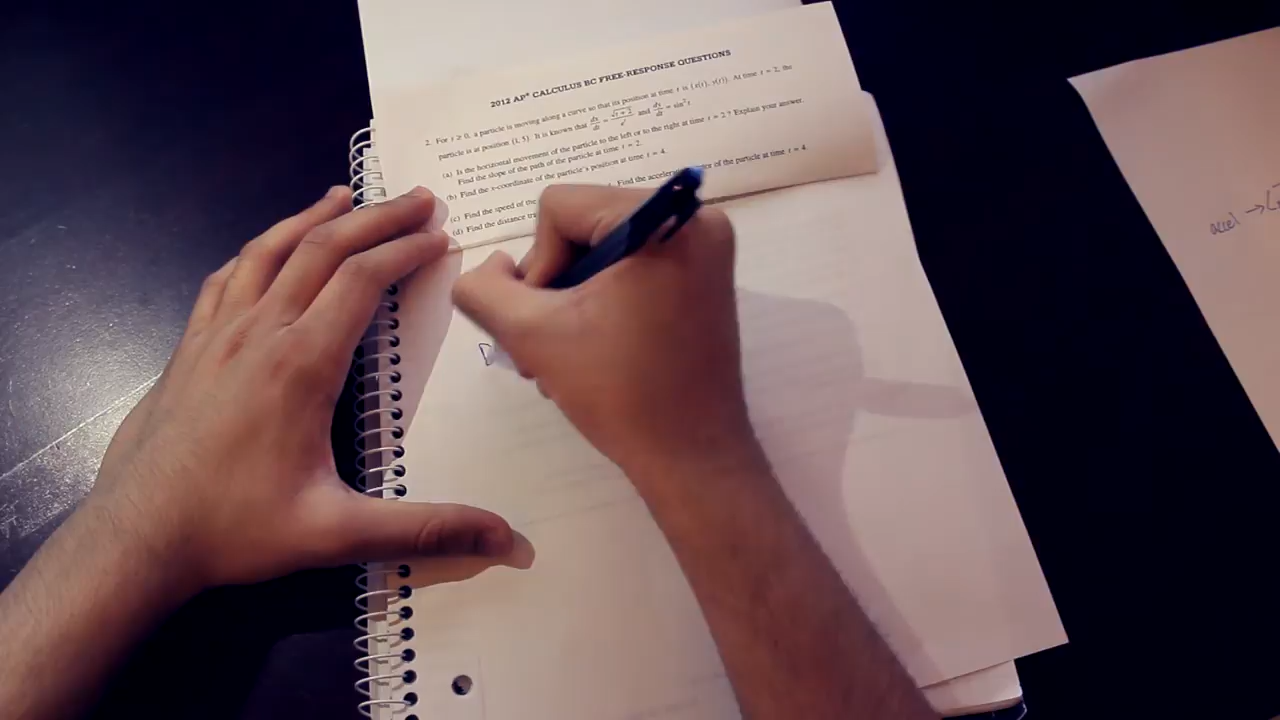 2012 AP® CALCULUS BC FREE-RESPONSE QUESTIONS
2. For t ≥ 0, a particle is moving along a curve so that its position at time t is (x(t), y(t)). At time t = 2, the
particle is at position (1, 5). It is known that dx/dt = √(t + 2)/eᵗ and dy/dt = sin² t.
(a) Is the horizontal movement of the particle to the left or to the right at time t = 2? Explain your answer.
Find the slope of the path of the particle at time t = 2.
(b) Find the x-coordinate of the particle's position at time t = 4.
(c) Find the speed of the Find the acceleration of the particle at time t = 4.
(d) Find the distance
accel →